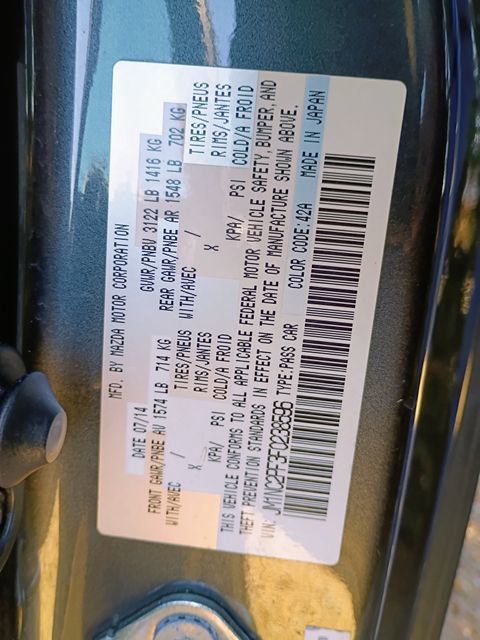 MFD. BY MAZDA MOTOR CORPORATION
DATE 07/14 GVWR/PNBV 3122 LB 1416 KG
FRONT GAWR/PNBE AV 1574 LB 714 KG REAR GAWR/PNBE AR 1548 LB 702 KG
WITH/AVEC / TIRES/PNEUS WITH/AVEC / TIRES/PNEUS
X RIMS/JANTES X RIMS/JANTES
KPA/ PSI COLD/A FROID KPA/ PSI COLD/A FROID
THIS VEHICLE CONFORMS TO ALL APPLICABLE FEDERAL MOTOR VEHICLE SAFETY, BUMPER, AND
THEFT PREVENTION STANDARDS IN EFFECT ON THE DATE OF MANUFACTURE SHOWN ABOVE.
VIN: JM1NC2PF3F0238596 TYPE:PASS CAR COLOR CODE:42A MADE IN JAPAN